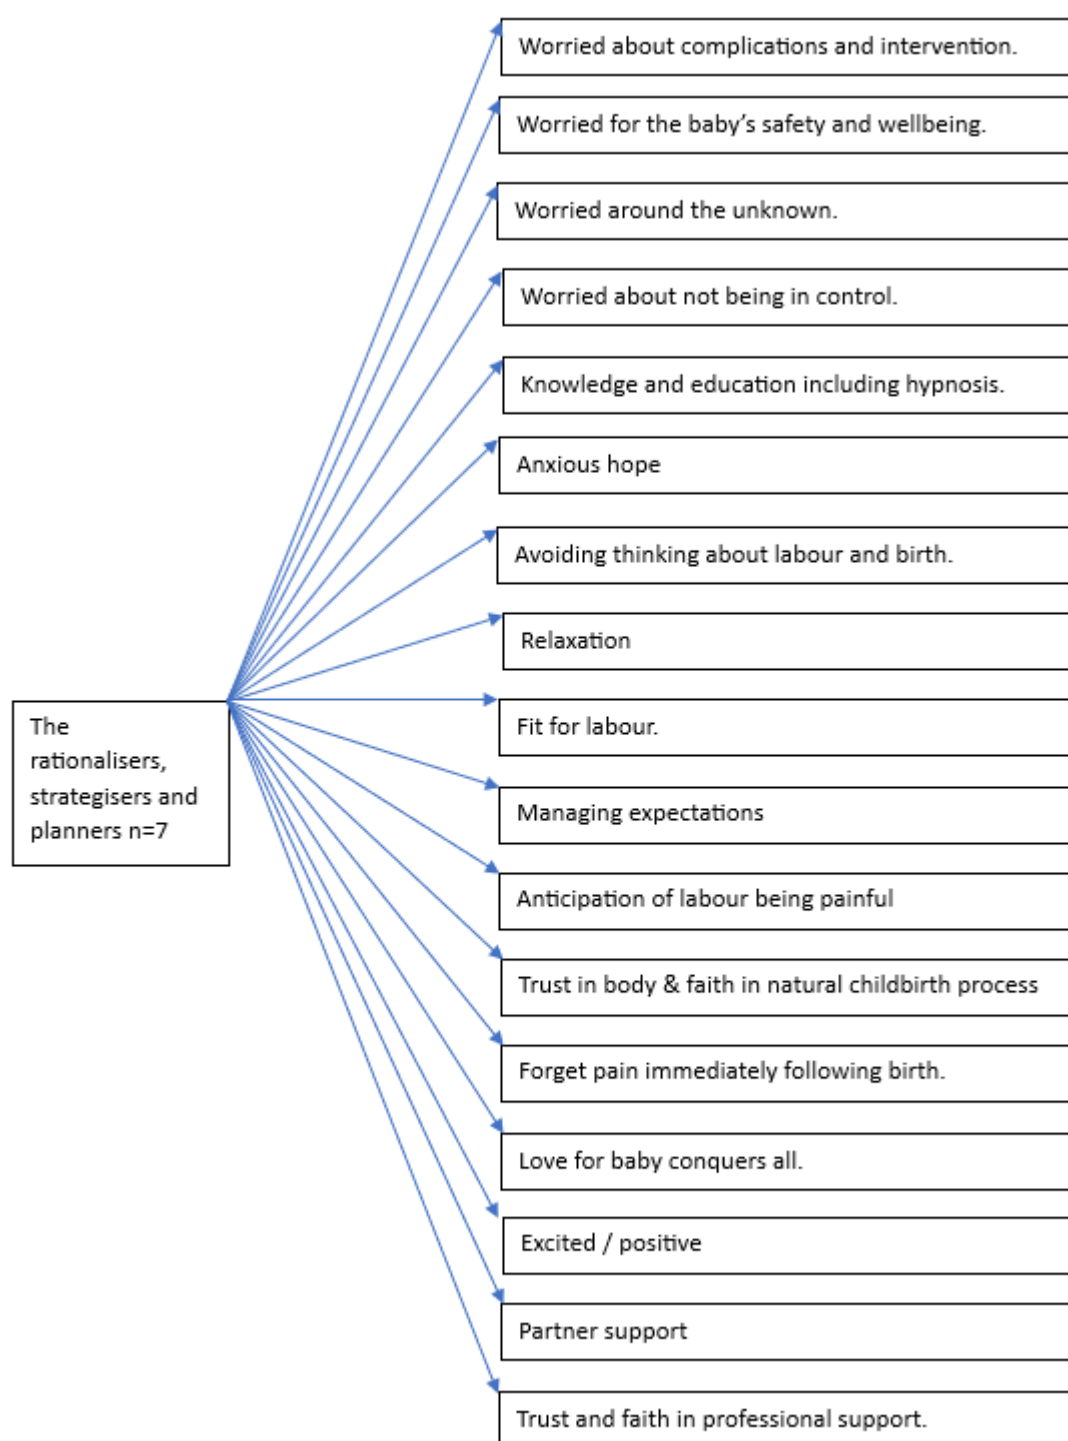 Worried about complications and intervention.
Worried for the baby’s safety and wellbeing.
Worried around the unknown.
Worried about not being in control.
Knowledge and education including hypnosis.
Anxious hope
Avoiding thinking about labour and birth.
Relaxation
Fit for labour.
The
rationalisers,
strategisers and
planners n=7
Managing expectations
Anticipation of labour being painful
Trust in body & faith in natural childbirth process
Forget pain immediately following birth.
Love for baby conquers all.
Excited / positive
Partner support
Trust and faith in professional support.